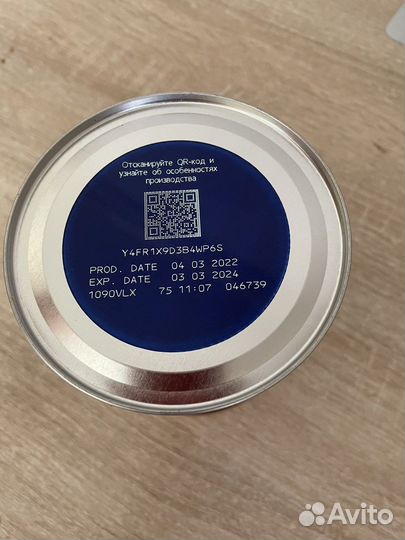 Отсканируйте QR-код и
узнайте об особенностях
производства
Y4FR1X9D3B4WP6S
PROD. DATE 04 03 2022
EXP. DATE 03 03 2024
1090VLX 75 11:07 046739
Avito